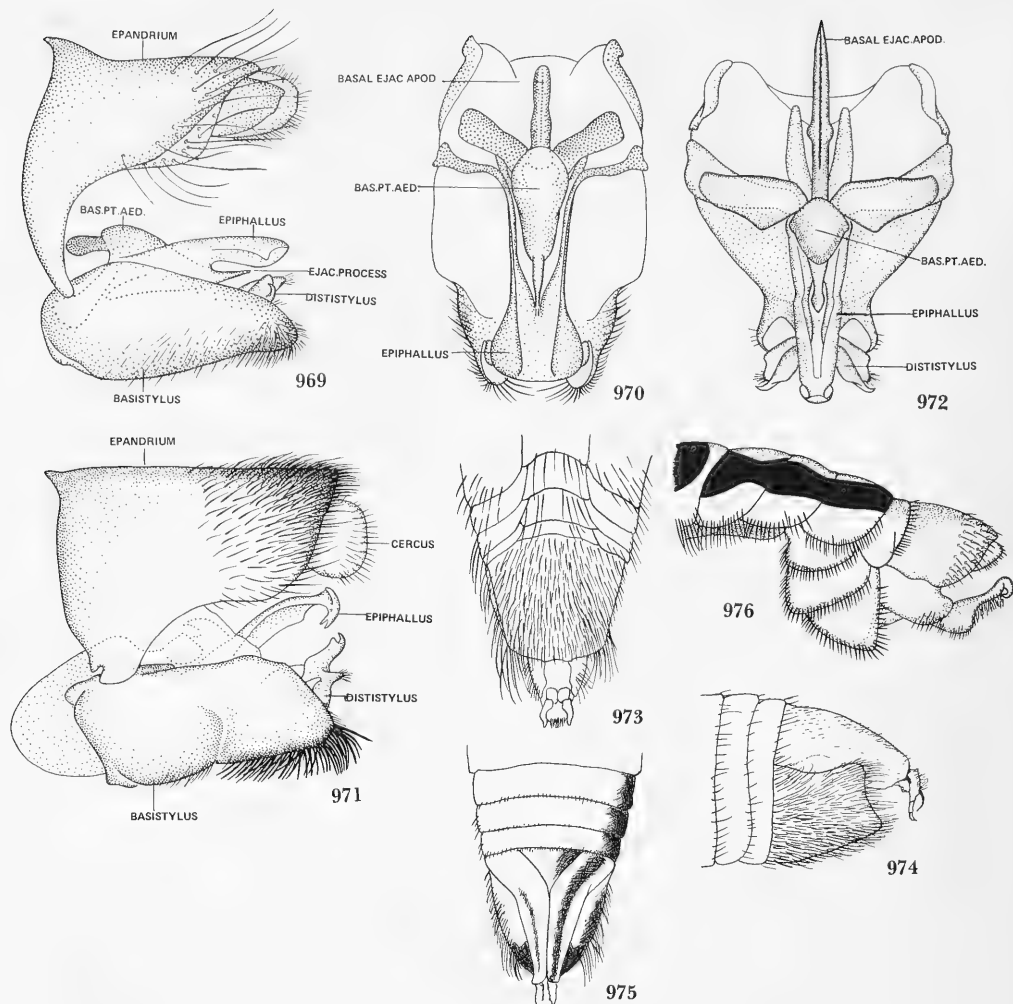 EPANDRIUM
BAS.PT.AED.
EPIPHALLUS
EJAC.PROCESS
DISTISTYLUS
BASISTYLUS
969
BASAL EJAC APOD
BAS.PT.AED.
EPIPHALLUS
970
BASAL EJAC.APOD.
BAS.PT.AED.
EPIPHALLUS
DISTISTYLUS
972
EPANDRIUM
CERCUS
EPIPHALLUS
DISTISTYLUS
BASISTYLUS
971
973
976
975
974